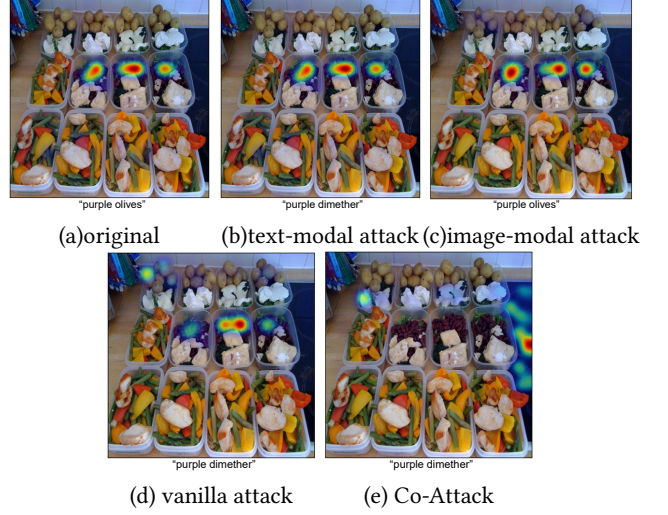 "purple olives" "purple dimether" "purple olives"
(a)original (b)text-modal attack (c)image-modal attack
"purple dimether" "purple dimether"
(d) vanilla attack (e) Co-Attack